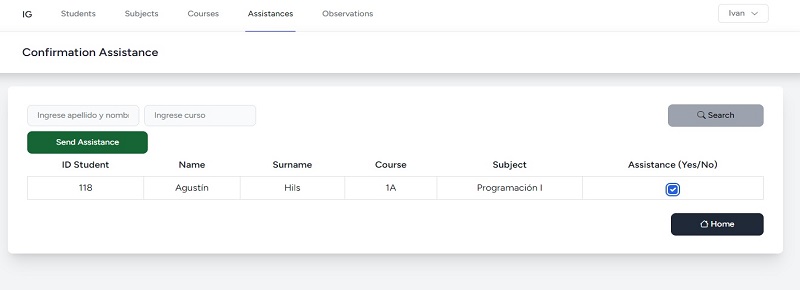 IG Students Subjects Courses Assistances Observations Ivan
Confirmation Assistance
Ingrese apellido y Ingrese curso Search
Send Assistance
ID Student Name Surname Course Subject Assistance (Yes/No)
118 Agustín Hils 1A Programación I
Home